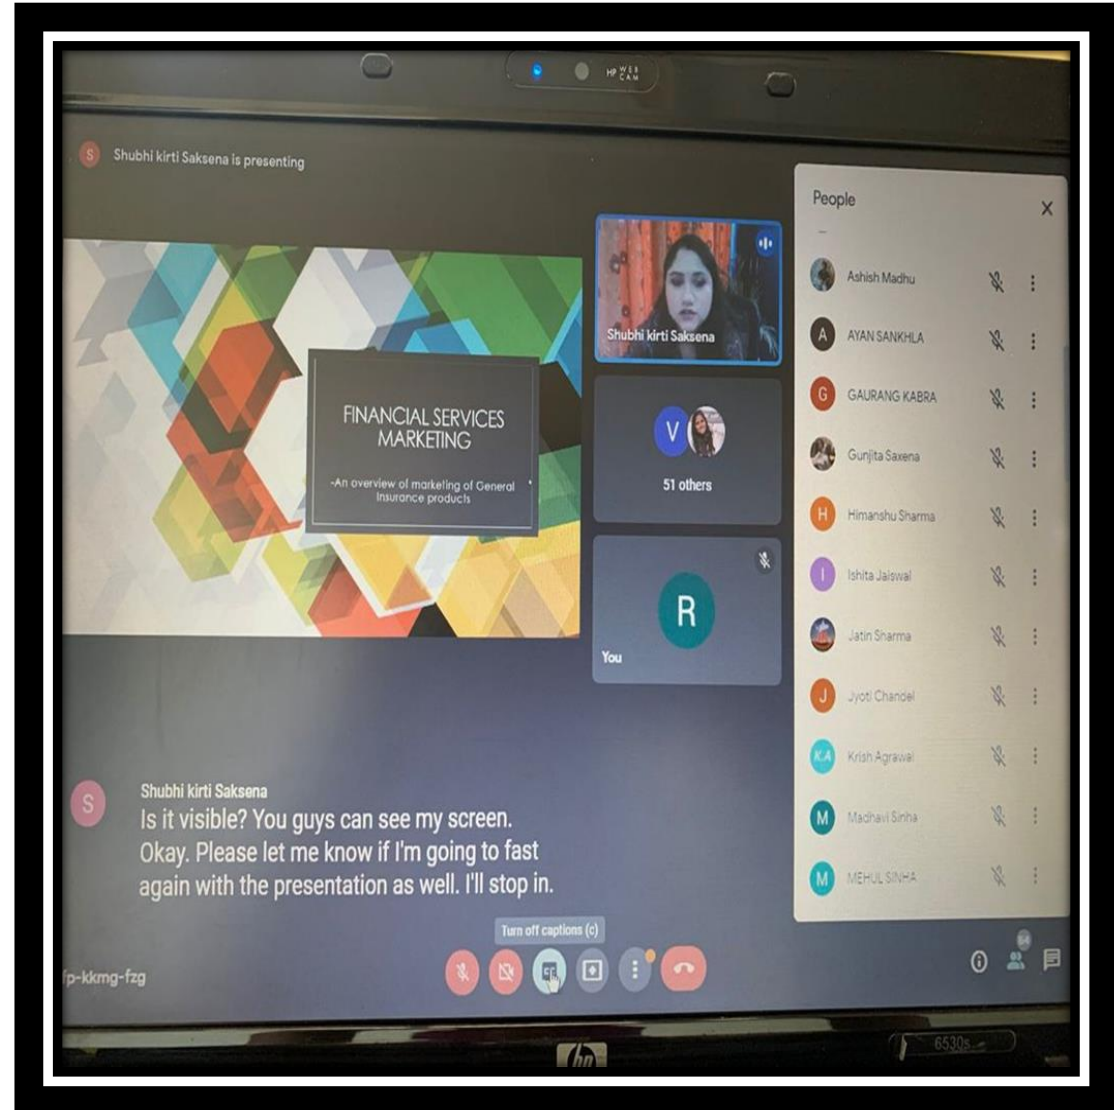 HP WEB
CAM
S
Shubhi kirti Saksena is presenting
FINANCIAL SERVICES
MARKETING
-An overview of marketing of General
Insurance products
Shubhi kirti Saksena
V
51 others
R
You
People
Ashish Madhu
A
AYAN SANKHLA
G
GAURANG KABRA
Gunjita Saxena
H
Himanshu Sharma
I
Ishita Jaiswal
Jatin Sharma
J
Jyoti Chandel
KA
Krish Agrawal
M
Madhavi Sinha
M
MEHUL SINHA
S
Shubhi kirti Saksena
Is it visible? You guys can see my screen.
Okay. Please let me know if I'm going to fast
again with the presentation as well. I'll stop in.
Turn off captions (c)
fp-kkmg-fzg
CC
hp
6530s